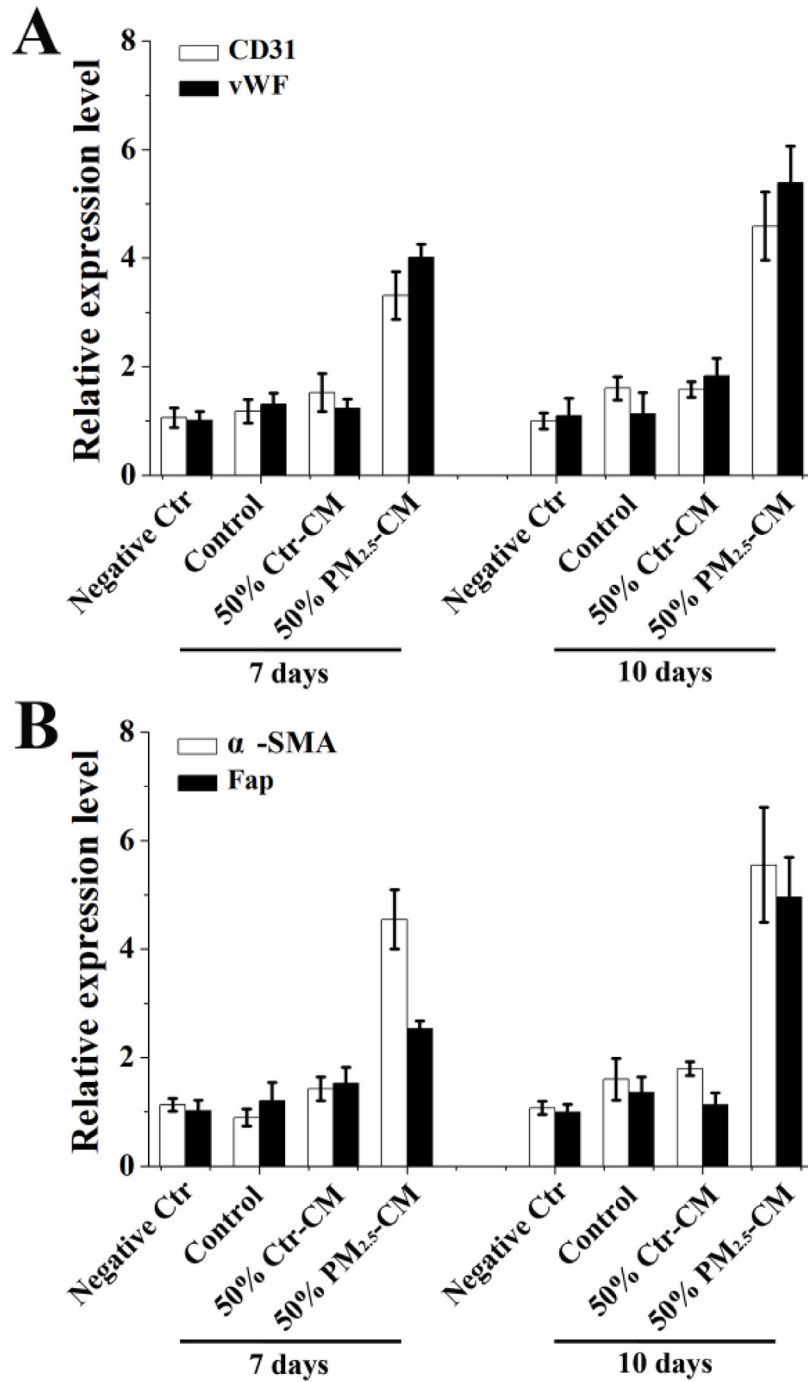 A
Relative expression level
8
6
4
2
0
CD31
vWF
Negative Ctr
Control
50% Ctr-CM
50% PM₂.₅-CM
Negative Ctr
Control
50% Ctr-CM
50% PM₂.₅-CM
7 days
10 days
B
Relative expression level
8
6
4
2
0
α -SMA
Fap
Negative Ctr
Control
50% Ctr-CM
50% PM₂.₅-CM
Negative Ctr
Control
50% Ctr-CM
50% PM₂.₅-CM
7 days
10 days